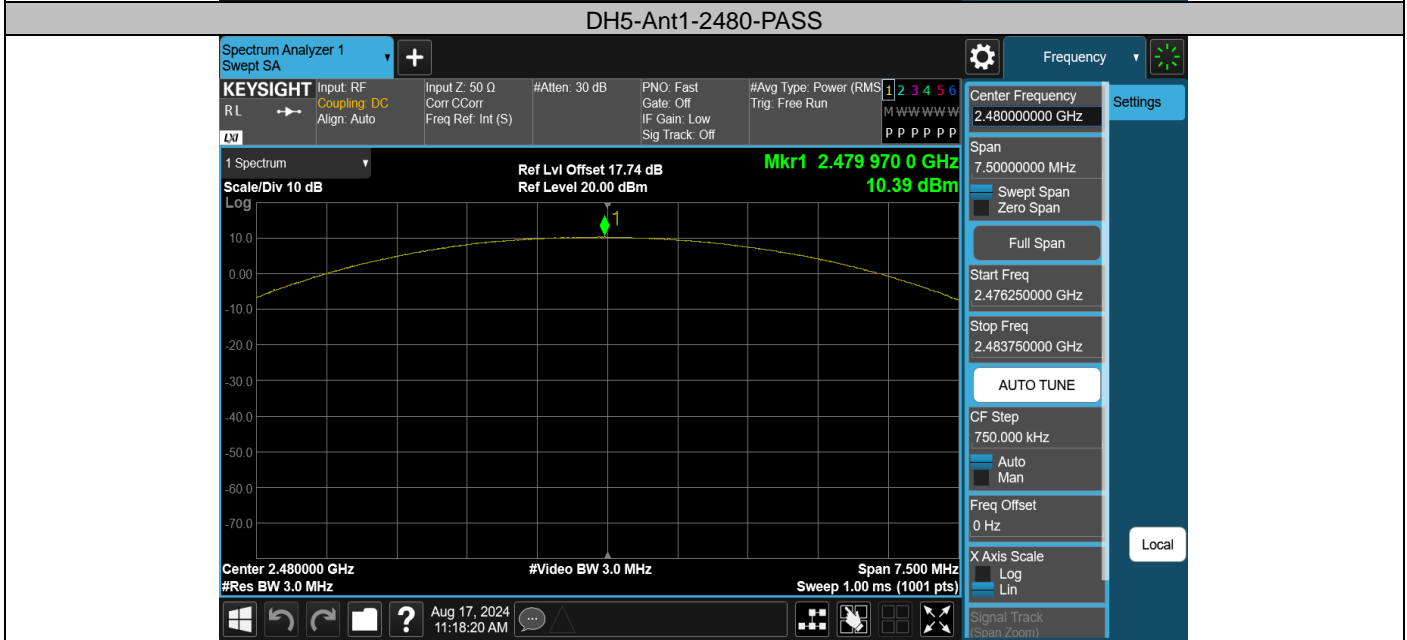 DH5-Ant1-2480-PASS
Spectrum Analyzer 1
Swept SA
Frequency
KEYSIGHT
RL
LXI
Input: RF
Coupling: DC
Align: Auto
Input Z: 50 Ω
Corr CCorr
Freq Ref: Int (S)
#Atten: 30 dB
PNO: Fast
Gate: Off
IF Gain: Low
Sig Track: Off
#Avg Type: Power (RMS
Trig: Free Run
1 2 3 4 5 6
M W W W W W
P P P P P P
1 Spectrum
Scale/Div 10 dB
Log
Ref Lvl Offset 17.74 dB
Ref Level 20.00 dBm
Mkr1 2.479 970 0 GHz
10.39 dBm
1
10.0
0.00
-10.0
-20.0
-30.0
-40.0
-50.0
-60.0
-70.0
Center 2.480000 GHz
#Res BW 3.0 MHz
#Video BW 3.0 MHz
Span 7.500 MHz
Sweep 1.00 ms (1001 pts)
Center Frequency
2.480000000 GHz
Settings
Span
7.50000000 MHz
Swept Span
Zero Span
Full Span
Start Freq
2.476250000 GHz
Stop Freq
2.483750000 GHz
AUTO TUNE
CF Step
750.000 kHz
Auto
Man
Freq Offset
0 Hz
X Axis Scale
Log
Lin
Signal Track
(Span Zoom)
Local
?
Aug 17, 2024
11:18:20 AM